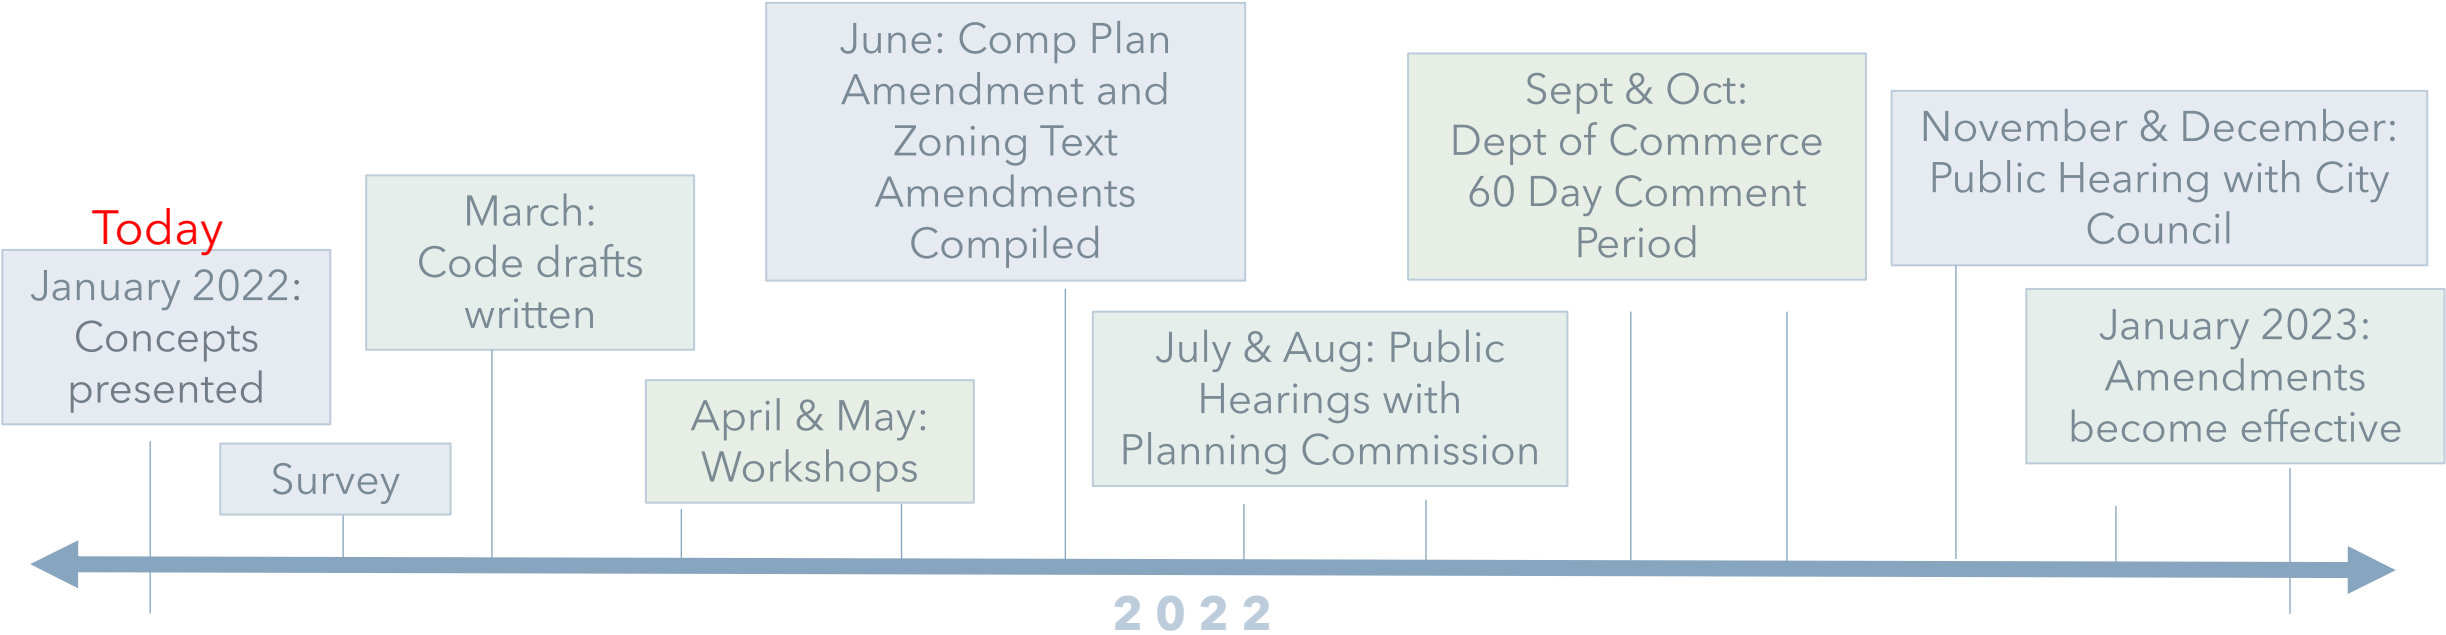 Today
January 2022:
Concepts
presented
Survey
March:
Code drafts
written
April & May:
Workshops
June: Comp Plan
Amendment and
Zoning Text
Amendments
Compiled
July & Aug: Public
Hearings with
Planning Commission
Sept & Oct:
Dept of Commerce
60 Day Comment
Period
November & December:
Public Hearing with City
Council
January 2023:
Amendments
become effective
2022